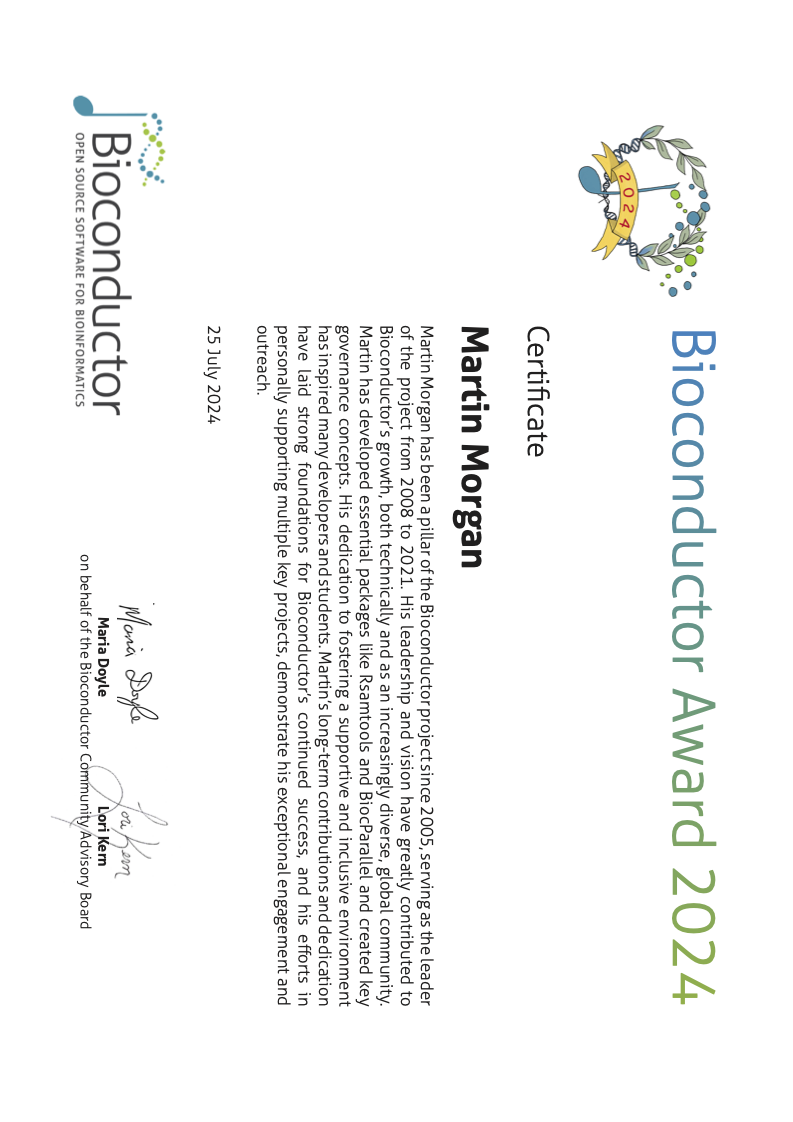 Bioconductor Award 2024
2024
Certificate
Martin Morgan
Martin Morgan has been a pillar of the Bioconductor project since 2005, serving as the leader
of the project from 2008 to 2021. His leadership and vision have greatly contributed to
Bioconductor's growth, both technically and as an increasingly diverse, global community.
Martin has developed essential packages like Rsamtools and BiocParallel and created key
governance concepts. His dedication to fostering a supportive and inclusive environment
has inspired many developers and students. Martin's long-term contributions and dedication
have laid strong foundations for Bioconductor's continued success, and his efforts in
personally supporting multiple key projects, demonstrate his exceptional engagement and
outreach.
25 July 2024
Bioconductor
OPEN SOURCE SOFTWARE FOR BIOINFORMATICS
Maria Doyle
Lori Kern
Maria Doyle
Lori Kern
on behalf of the Bioconductor Community Advisory Board